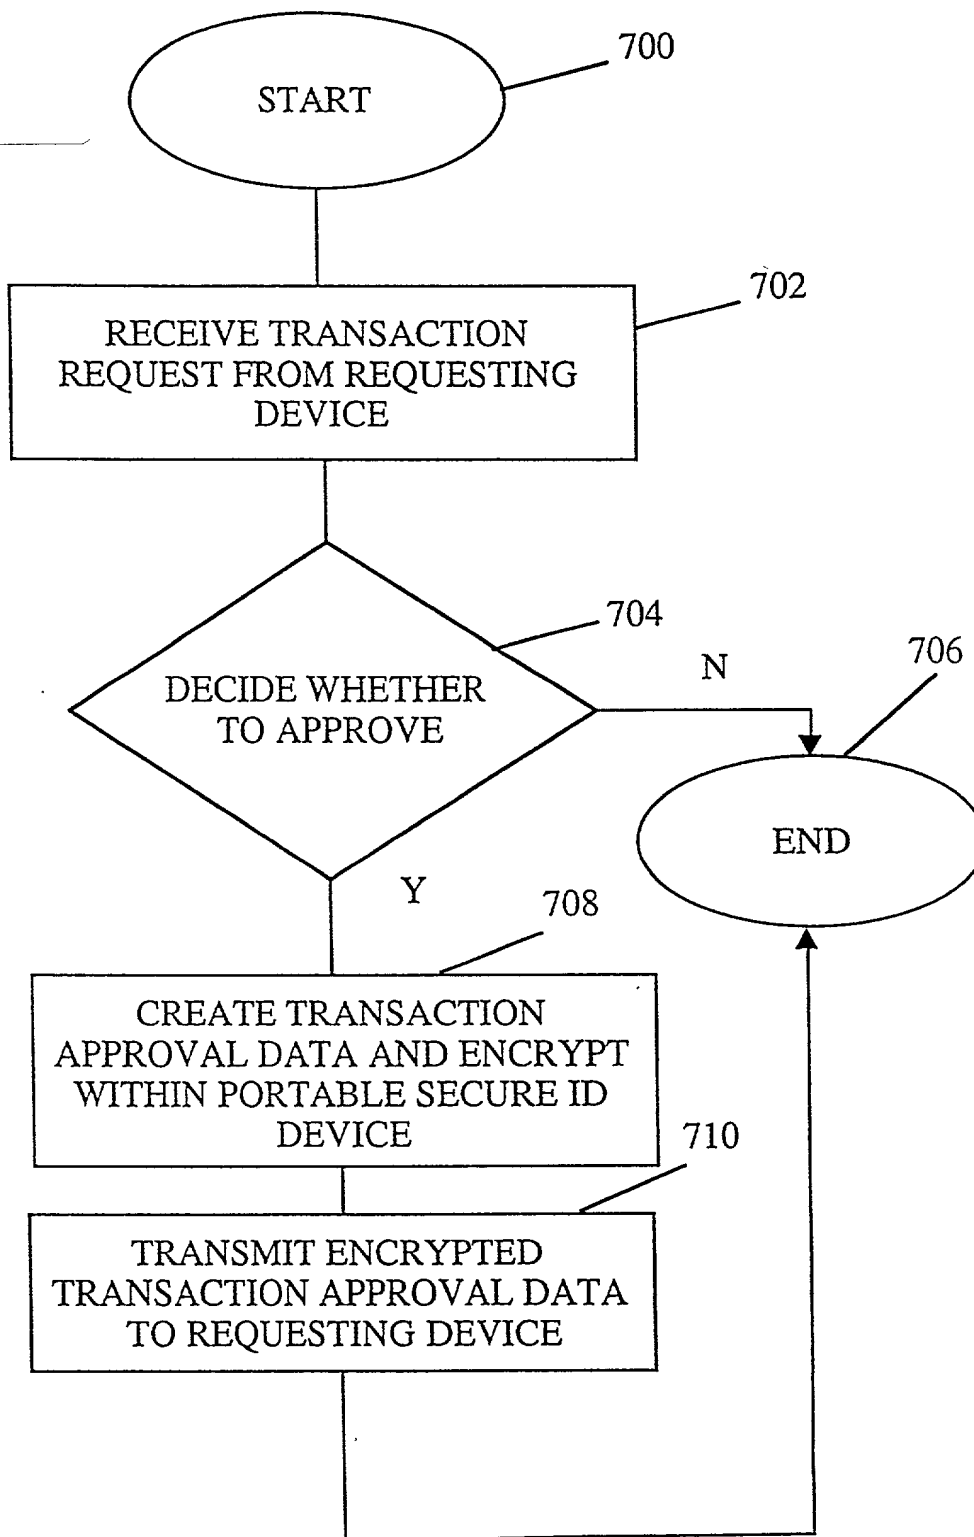 700
START
702
RECEIVE TRANSACTION
REQUEST FROM REQUESTING
DEVICE
704
DECIDE WHETHER
TO APPROVE
N
706
END
Y
708
CREATE TRANSACTION
APPROVAL DATA AND ENCRYPT
WITHIN PORTABLE SECURE ID
DEVICE
710
TRANSMIT ENCRYPTED
TRANSACTION APPROVAL DATA
TO REQUESTING DEVICE